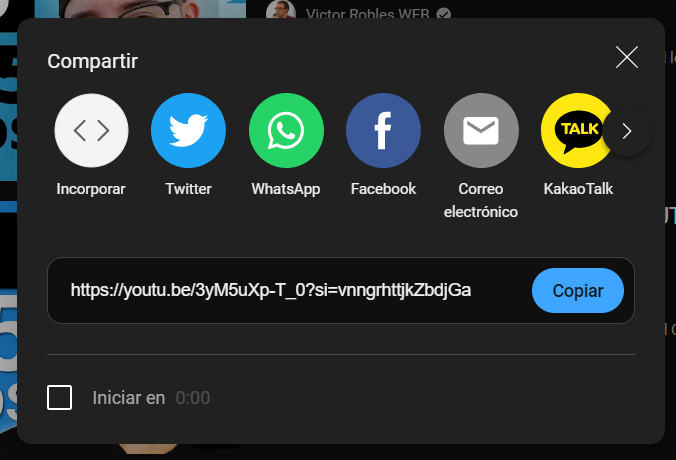 Victor Robles WEB
Compartir
TALK
Incorporar
Twitter
WhatsApp
Facebook
Correo
electrónico
KakaoTalk
https://youtu.be/3yM5uXp-T_0?si=vnngrhttjkZbdjGa
Copiar
Iniciar en 0:00